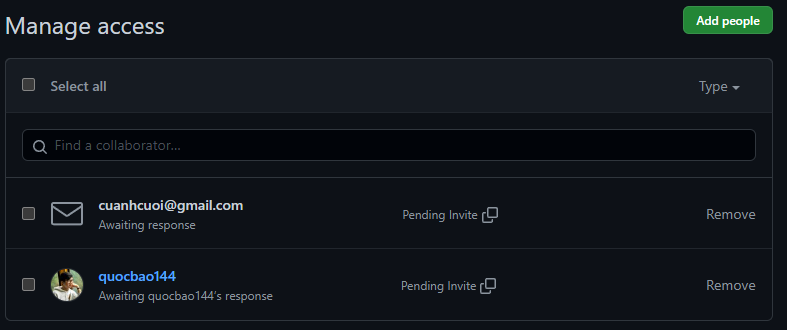 Manage access
Add people
Select all
Type
Find a collaborator...
cuanhcuoi@gmail.com
Awaiting response
Pending Invite
Remove
quocbao144
Awaiting quocbao144's response
Pending Invite
Remove